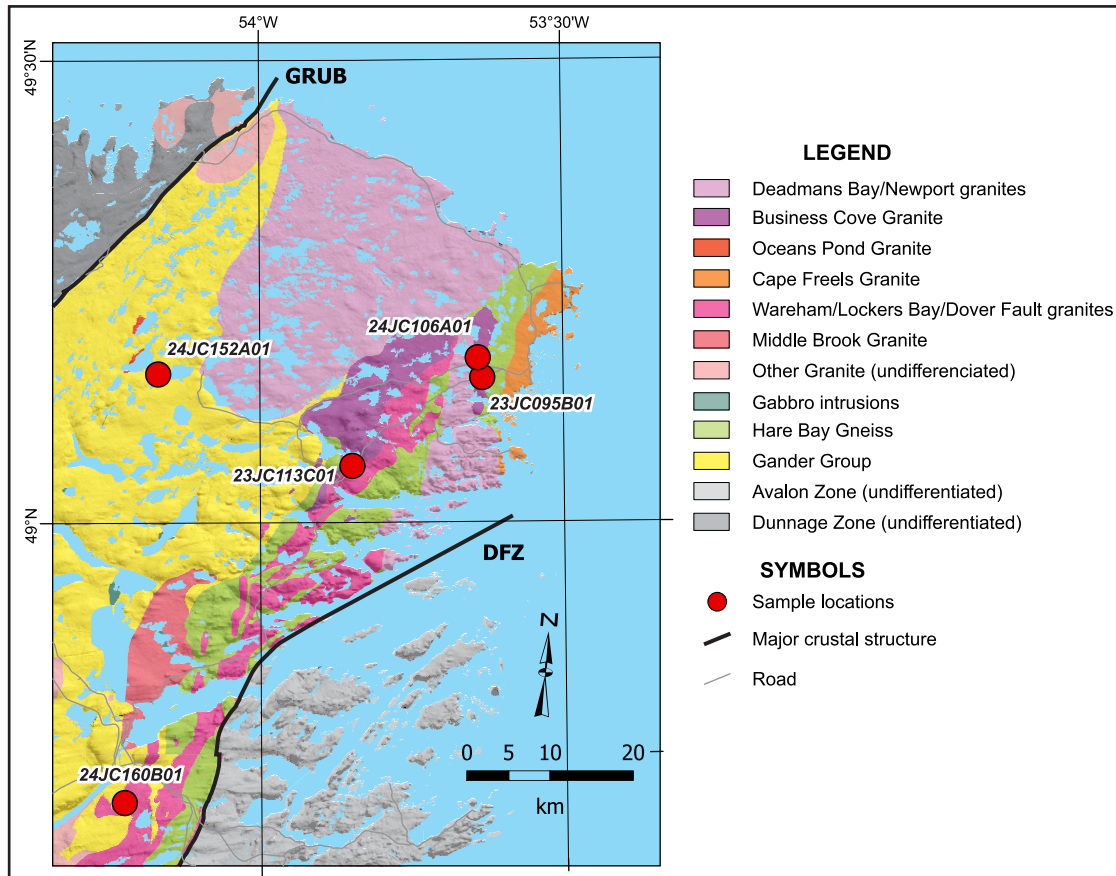 54°W
53°30'W
49°30'N
GRUB
24JC106A01
24JC152A01
23JC095B01
23JC113C01
49°N
DFZ
N
24JC160B01
0 5 10 20
km
LEGEND
Deadmans Bay/Newport granites
Business Cove Granite
Oceans Pond Granite
Cape Freels Granite
Wareham/Lockers Bay/Dover Fault granites
Middle Brook Granite
Other Granite (undifferenciated)
Gabbro intrusions
Hare Bay Gneiss
Gander Group
Avalon Zone (undifferentiated)
Dunnage Zone (undifferentiated)
SYMBOLS
Sample locations
Major crustal structure
Road